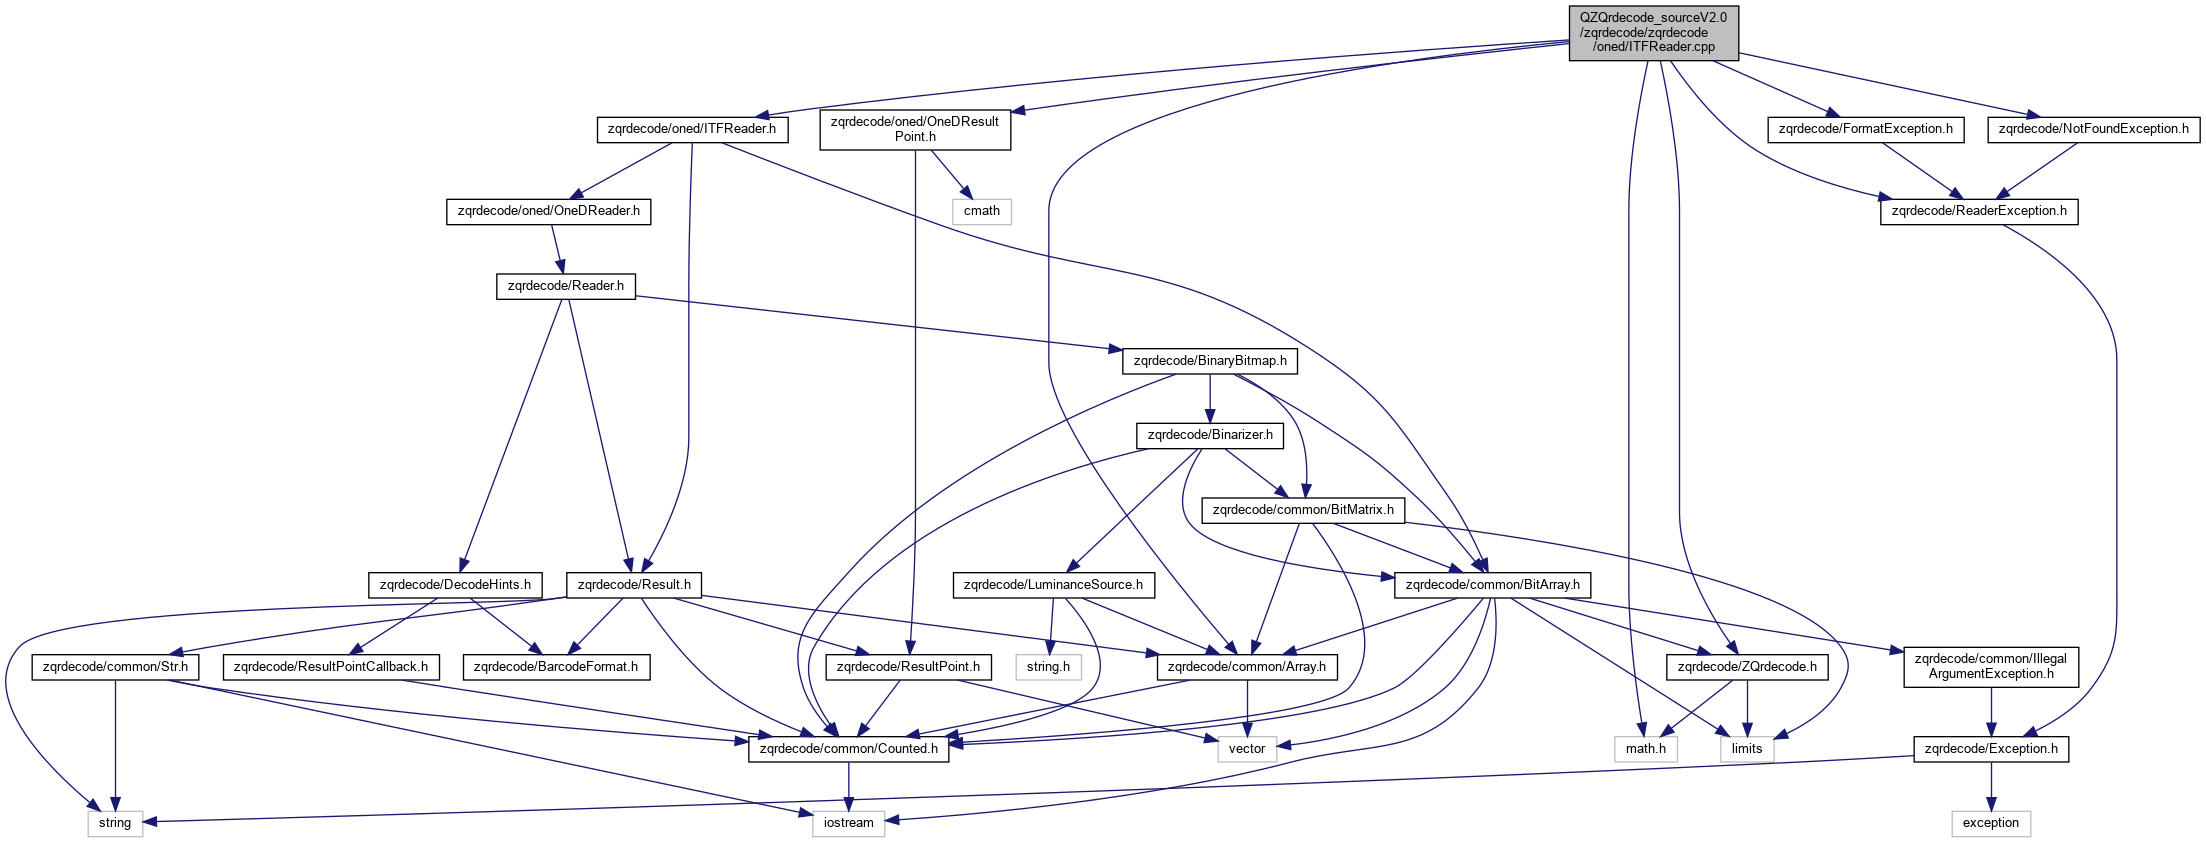 QZQrdecode_sourceV2.0
/zqrdecode/zqrdecode
/oned/ITFReader.cpp
zqrdecode/oned/ITFReader.h
zqrdecode/oned/OneDResult
Point.h
zqrdecode/FormatException.h
zqrdecode/NotFoundException.h
zqrdecode/oned/OneDReader.h
cmath
zqrdecode/ReaderException.h
zqrdecode/Reader.h
zqrdecode/BinaryBitmap.h
zqrdecode/Binarizer.h
zqrdecode/common/BitMatrix.h
zqrdecode/DecodeHints.h
zqrdecode/Result.h
zqrdecode/LuminanceSource.h
zqrdecode/common/BitArray.h
zqrdecode/common/Str.h
zqrdecode/ResultPointCallback.h
zqrdecode/BarcodeFormat.h
zqrdecode/ResultPoint.h
string.h
zqrdecode/common/Array.h
zqrdecode/ZQrdecode.h
zqrdecode/common/Illegal
ArgumentException.h
zqrdecode/common/Counted.h
vector
math.h
limits
zqrdecode/Exception.h
string
iostream
exception